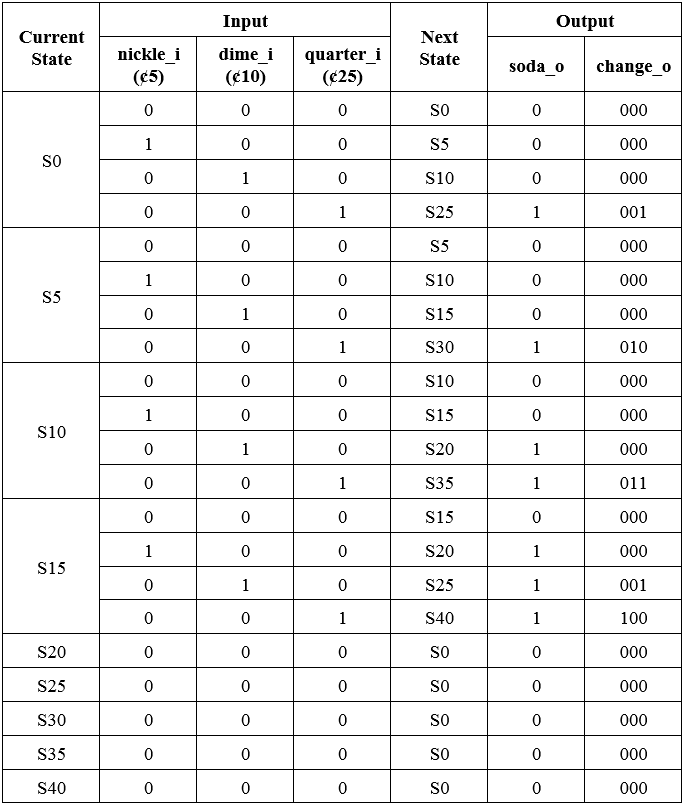 Current State Input Next State Output
nickle_i (¢5) dime_i (¢10) quarter_i (¢25) soda_o change_o
S0 0 0 0 S0 0 000
1 0 0 S5 0 000
0 1 0 S10 0 000
0 0 1 S25 1 001
S5 0 0 0 S5 0 000
1 0 0 S10 0 000
0 1 0 S15 0 000
0 0 1 S30 1 010
S10 0 0 0 S10 0 000
1 0 0 S15 0 000
0 1 0 S20 1 000
0 0 1 S35 1 011
S15 0 0 0 S15 0 000
1 0 0 S20 1 000
0 1 0 S25 1 001
0 0 1 S40 1 100
S20 0 0 0 S0 0 000
S25 0 0 0 S0 0 000
S30 0 0 0 S0 0 000
S35 0 0 0 S0 0 000
S40 0 0 0 S0 0 000